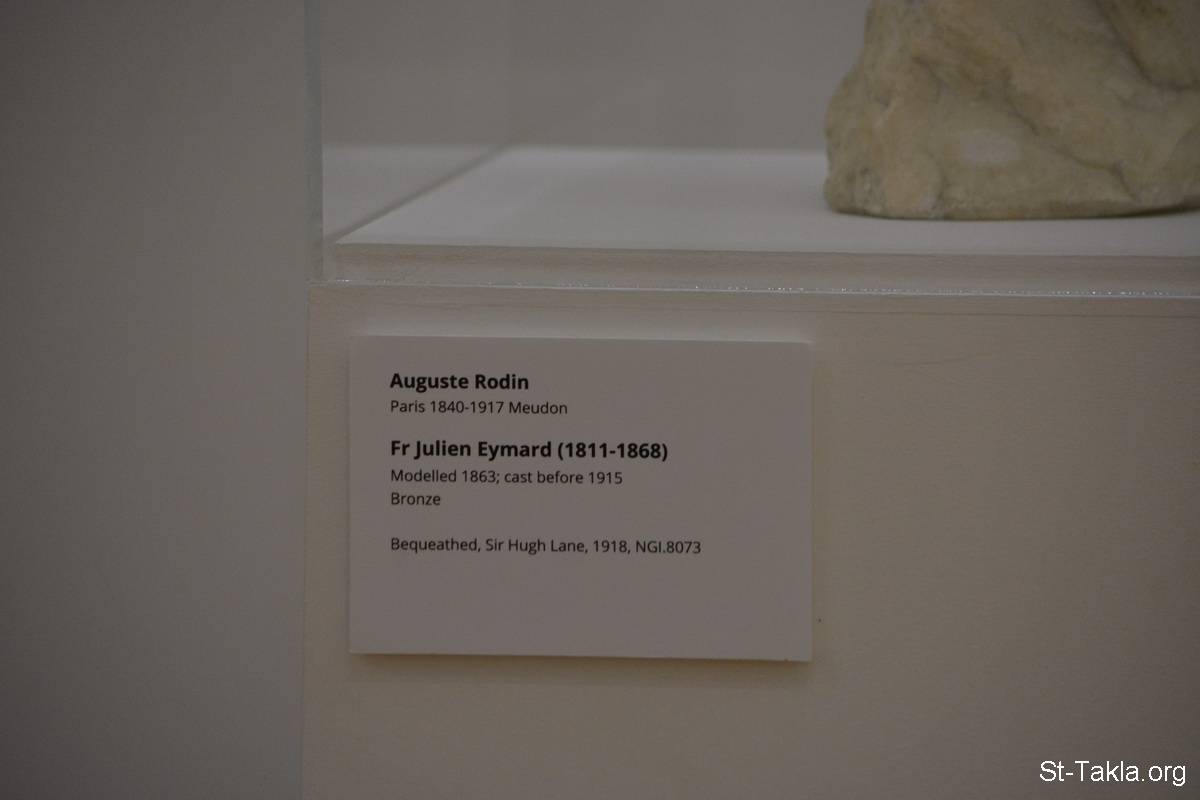 Auguste Rodin
Paris 1840-1917 Meudon
Fr Julien Eymard (1811-1868)
Modelled 1863; cast before 1915
Bronze
Bequeathed, Sir Hugh Lane, 1918, NGI.8073
St-Takla.org